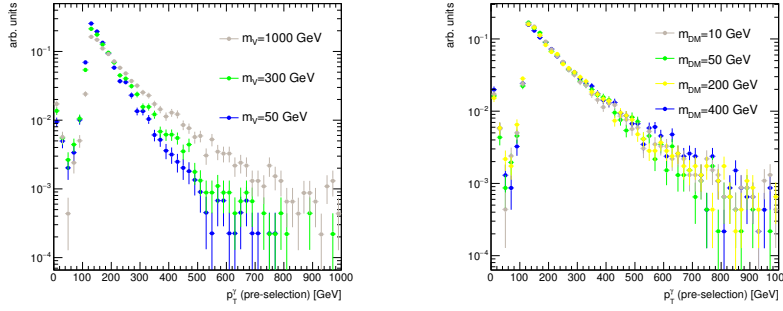 arb. units
10⁻¹
10⁻²
10⁻³
10⁻⁴
m_V=1000 GeV
m_V=300 GeV
m_V=50 GeV
0 100 200 300 400 500 600 700 800 900 1000
p_T^γ (pre-selection) [GeV]
arb. units
10⁻¹
10⁻²
10⁻³
10⁻⁴
m_DM=10 GeV
m_DM=50 GeV
m_DM=200 GeV
m_DM=400 GeV
0 100 200 300 400 500 600 700 800 900 1000
p_T^γ (pre-selection) [GeV]